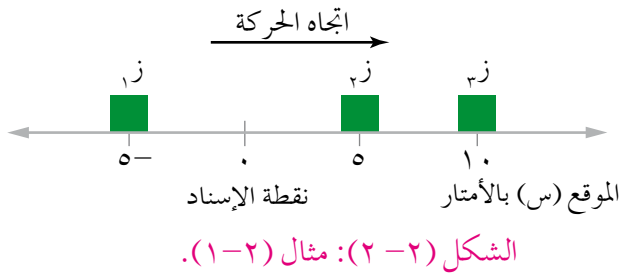 اتجاه الحركة
ز١ ز٢ ز٣
٥− ٠ ٥ ١٠
نقطة الإسناد الموقع (س) بالأمتار
الشكل (٢− ٢): مثال (٢−١).